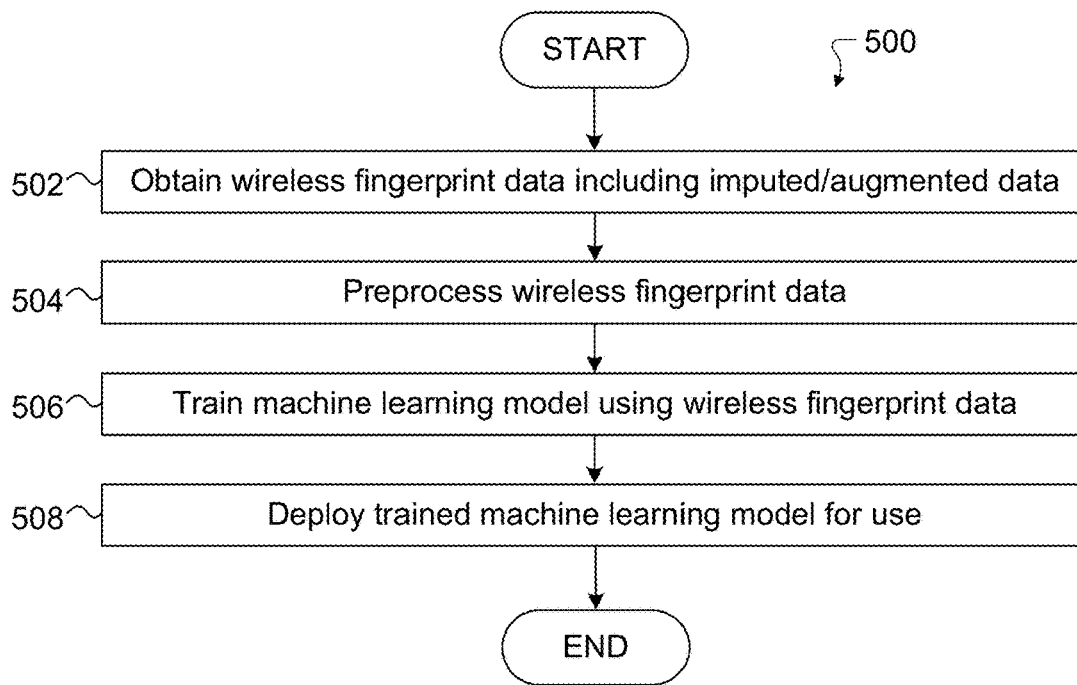 START
500
502
Obtain wireless fingerprint data including imputed/augmented data
504
Preprocess wireless fingerprint data
506
Train machine learning model using wireless fingerprint data
508
Deploy trained machine learning model for use
END